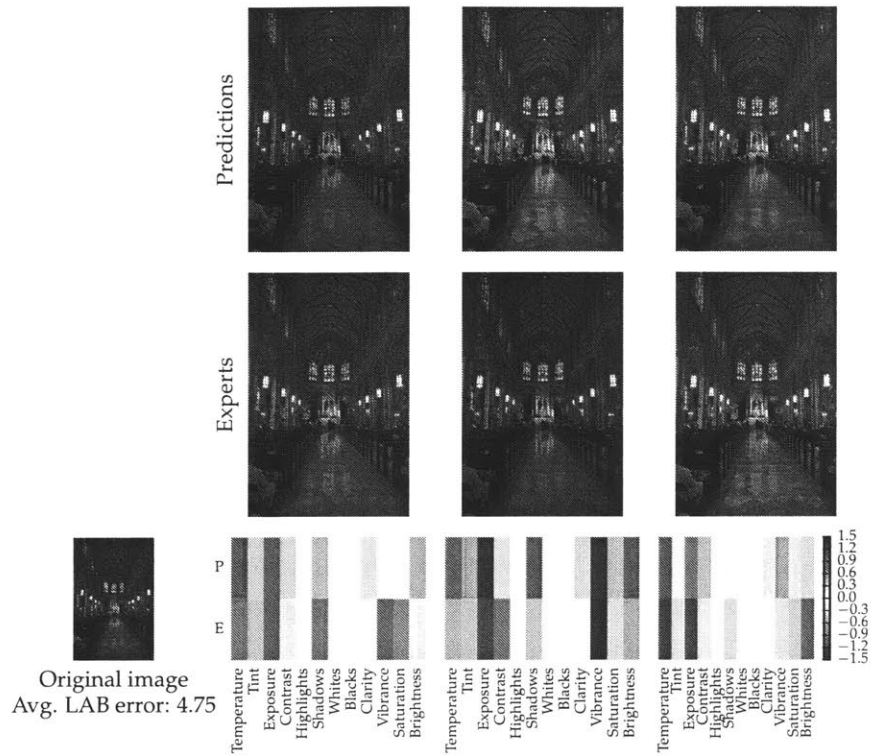 Predictions
Experts
P
E
1.5
1.2
0.9
0.6
0.3
0.0
−0.3
−0.6
−0.9
−1.2
−1.5
Original image
Avg. LAB error: 4.75
Temperature
Tint
Exposure
Contrast
Highlights
Shadows
Whites
Blacks
Clarity
Vibrance
Saturation
Brightness
Temperature
Tint
Exposure
Contrast
Highlights
Shadows
Whites
Blacks
Clarity
Vibrance
Saturation
Brightness
Temperature
Tint
Exposure
Contrast
Highlights
Shadows
Whites
Blacks
Clarity
Vibrance
Saturation
Brightness